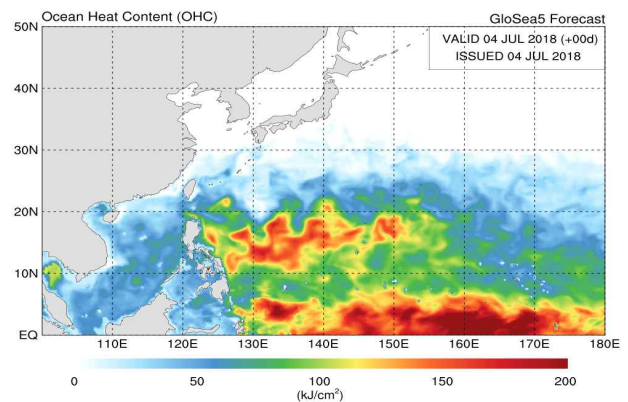 Ocean Heat Content (OHC)
GloSea5 Forecast
50N
VALID 04 JUL 2018 (+00d)
ISSUED 04 JUL 2018
40N
30N
20N
10N
EQ
110E 120E 130E 140E 150E 160E 170E 180E
0 50 100 150 200
(kJ/cm²)